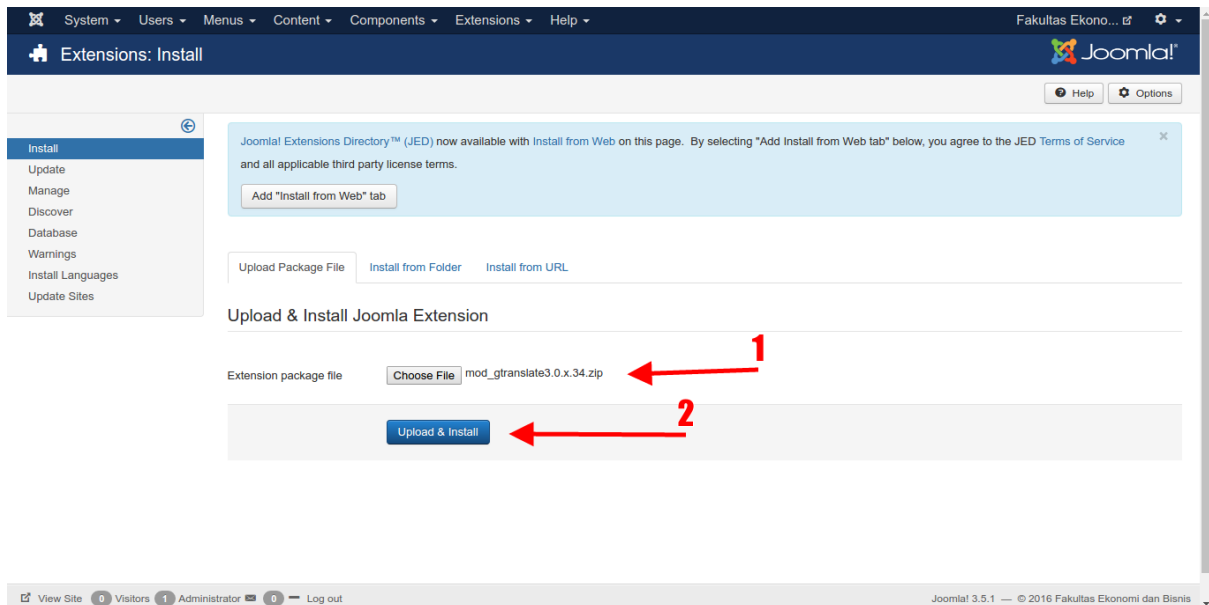 System Users Menus Content Components Extensions Help Fakultas Ekono...
Extensions: Install Joomla!®
Help Options
Install
Update
Manage
Discover
Database
Warnings
Install Languages
Update Sites
Joomla! Extensions Directory™ (JED) now available with Install from Web on this page. By selecting "Add Install from Web tab" below, you agree to the JED Terms of Service ×
and all applicable third party license terms.
Add "Install from Web" tab
Upload Package File Install from Folder Install from URL
Upload & Install Joomla Extension
1
Extension package file Choose File mod_gtranslate3.0.x.34.zip
2
Upload & Install
View Site 0 Visitors 1 Administrator 0 Log out Joomla! 3.5.1 — © 2016 Fakultas Ekonomi dan Bisnis